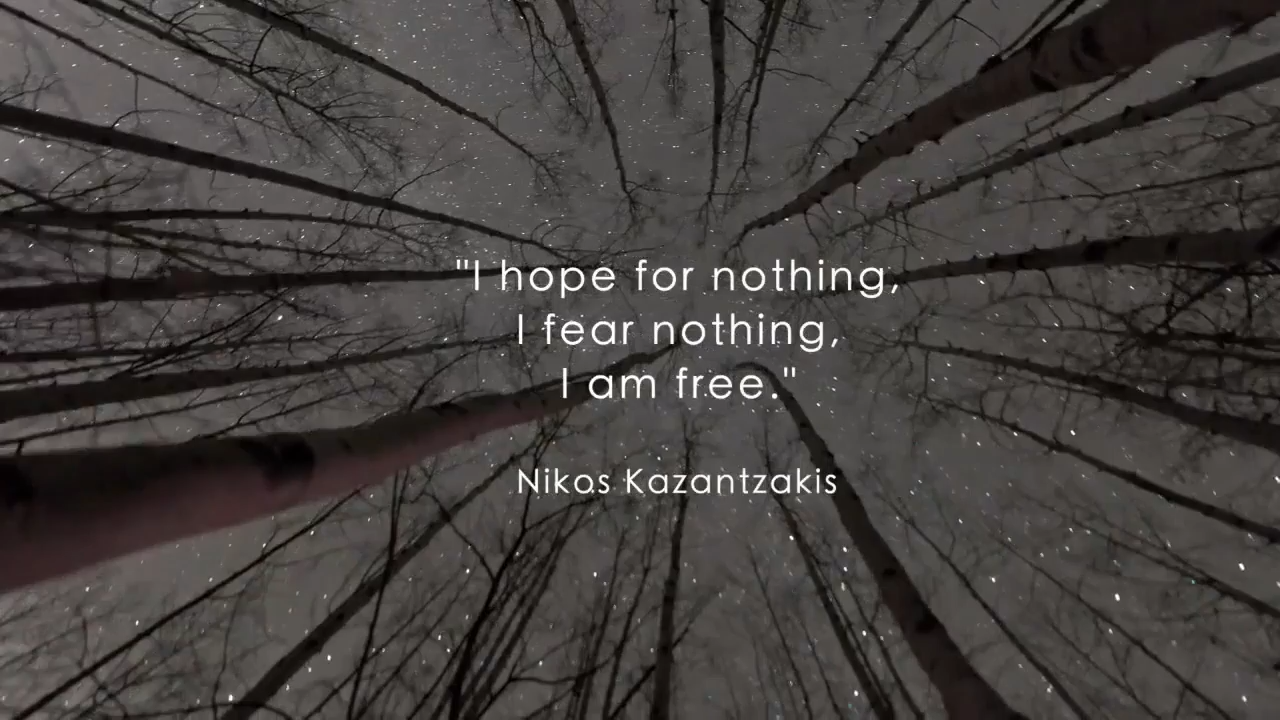 "I hope for nothing,
I fear nothing,
I am free."
Nikos Kazantzakis